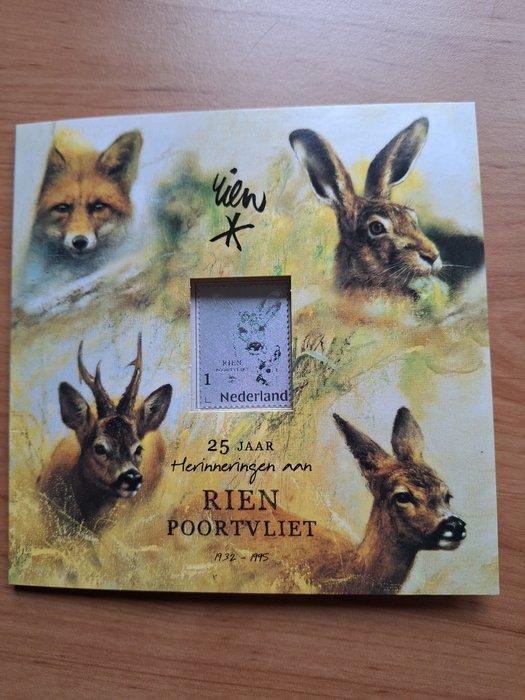 rien
RIEN
POORTVLIET
1
Nederland
25 JAAR
Herinneringen aan
RIEN
POORTVLIET
1932 - 1995